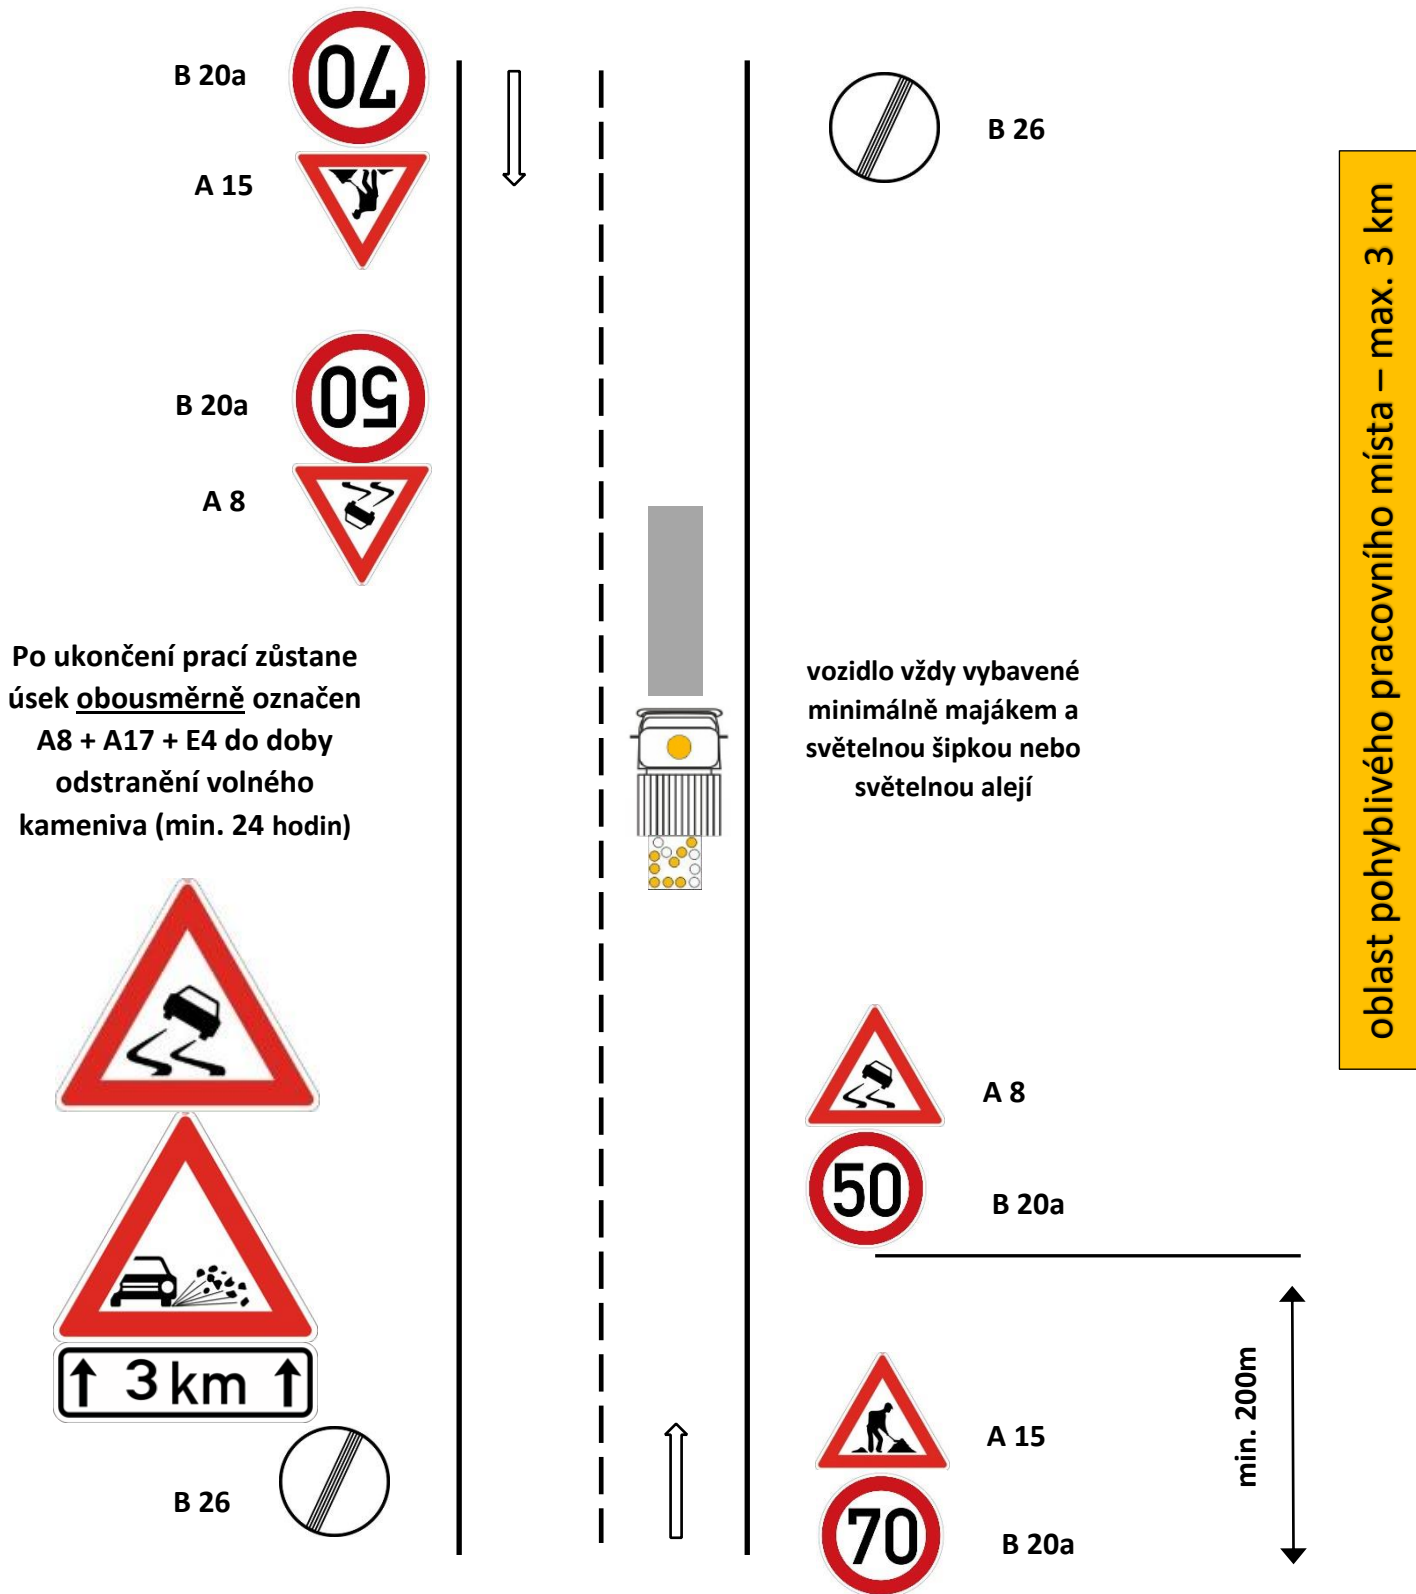 70
B 20a
A 15
B 26
50
B 20a
A 8
Po ukončení prací zůstane
úsek obousměrně označen
A8 + A17 + E4 do doby
odstranění volného
kameniva (min. 24 hodin)
vozidlo vždy vybavené
minimálně majákem a
světelnou šipkou nebo
světelnou alejí
oblast pohyblivého pracovního místa – max. 3 km
A 8
50
B 20a
3 km
B 26
A 15
70
B 20a
min. 200m